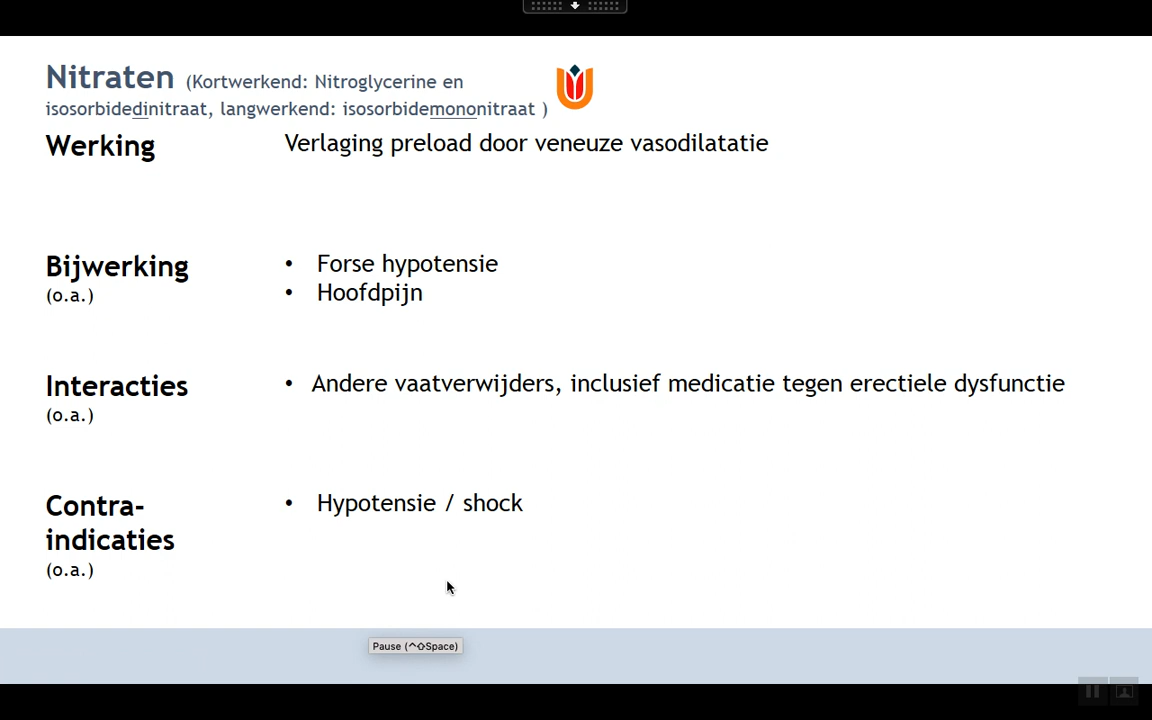 Nitraten (Kortwerkend: Nitroglycerine en
isosorbidedinitraat, langwerkend: isosorbidemononitraat )
Werking Verlaging preload door veneuze vasodilatatie
Bijwerking • Forse hypotensie
(o.a.) • Hoofdpijn
Interacties • Andere vaatverwijders, inclusief medicatie tegen erectiele dysfunctie
(o.a.)
Contra- • Hypotensie / shock
indicaties
(o.a.)
Pause (^⇧Space)